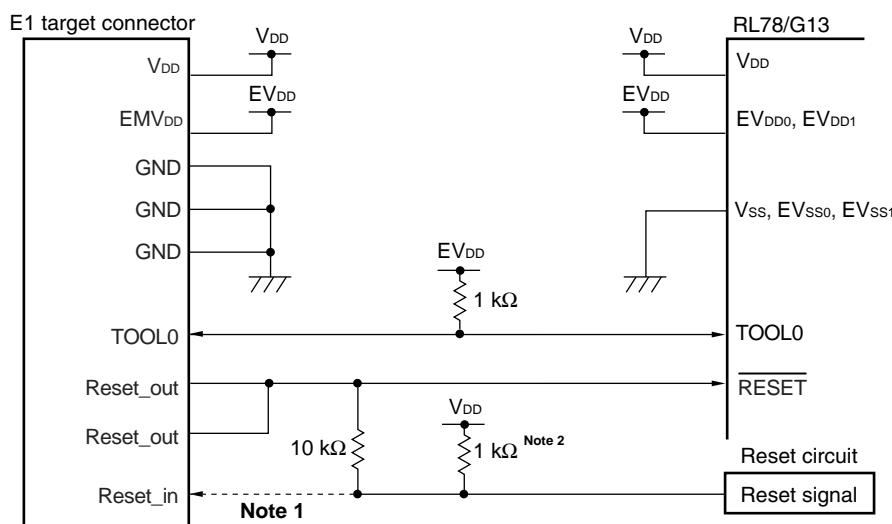 E1 target connector
RL78/G13
VDD
VDD
VDD
VDD
EVDD
EVDD
EMVDD
EVDD0, EVDD1
GND
GND
GND
VSS, EVSS0, EVSS1
EVDD
1 kΩ
TOOL0
TOOL0
Reset_out
RESET
Reset_out
VDD
10 kΩ
1 kΩ Note 2
Reset circuit
Reset_in
Note 1
Reset signal